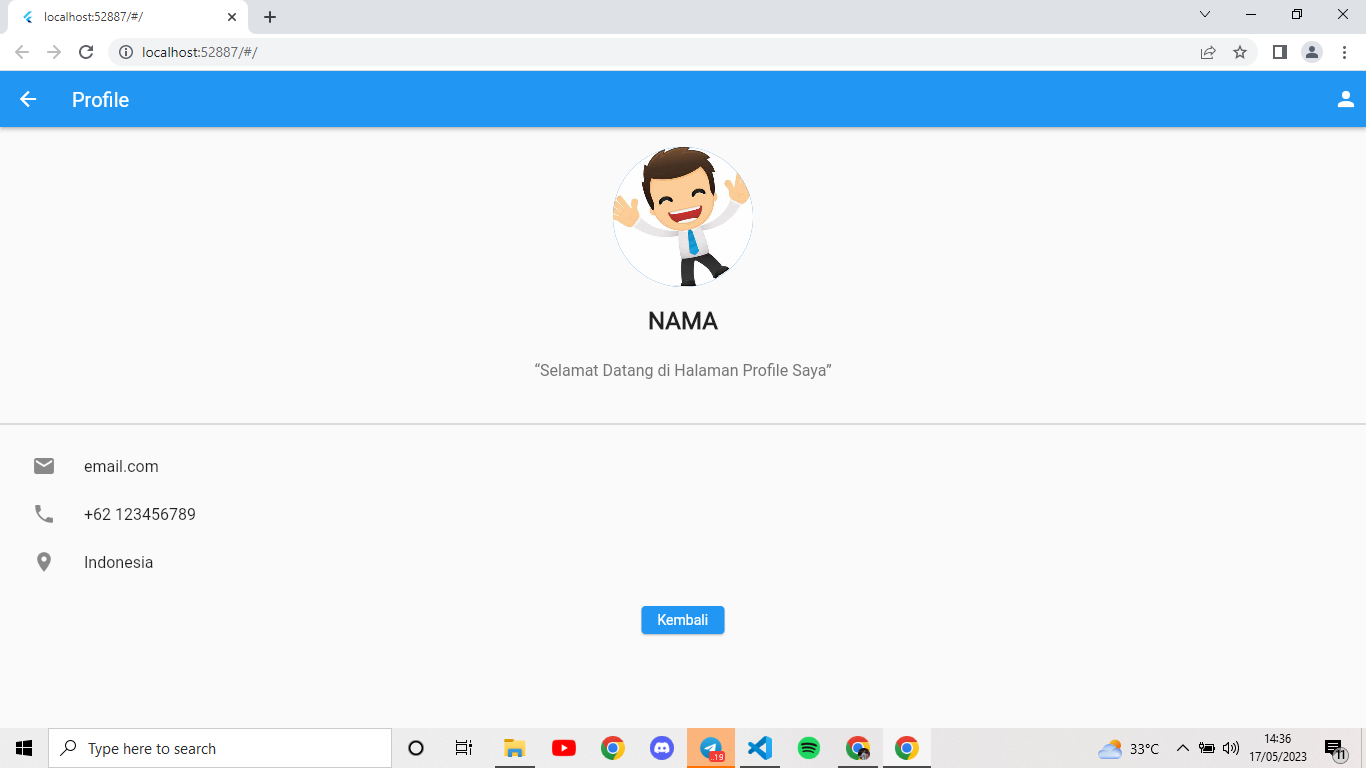 localhost:52887/#/
localhost:52887/#/
Profile
NAMA
“Selamat Datang di Halaman Profile Saya”
email.com
+62 123456789
Indonesia
Kembali
Type here to search
..19
33°C
14:36
17/05/2023
11